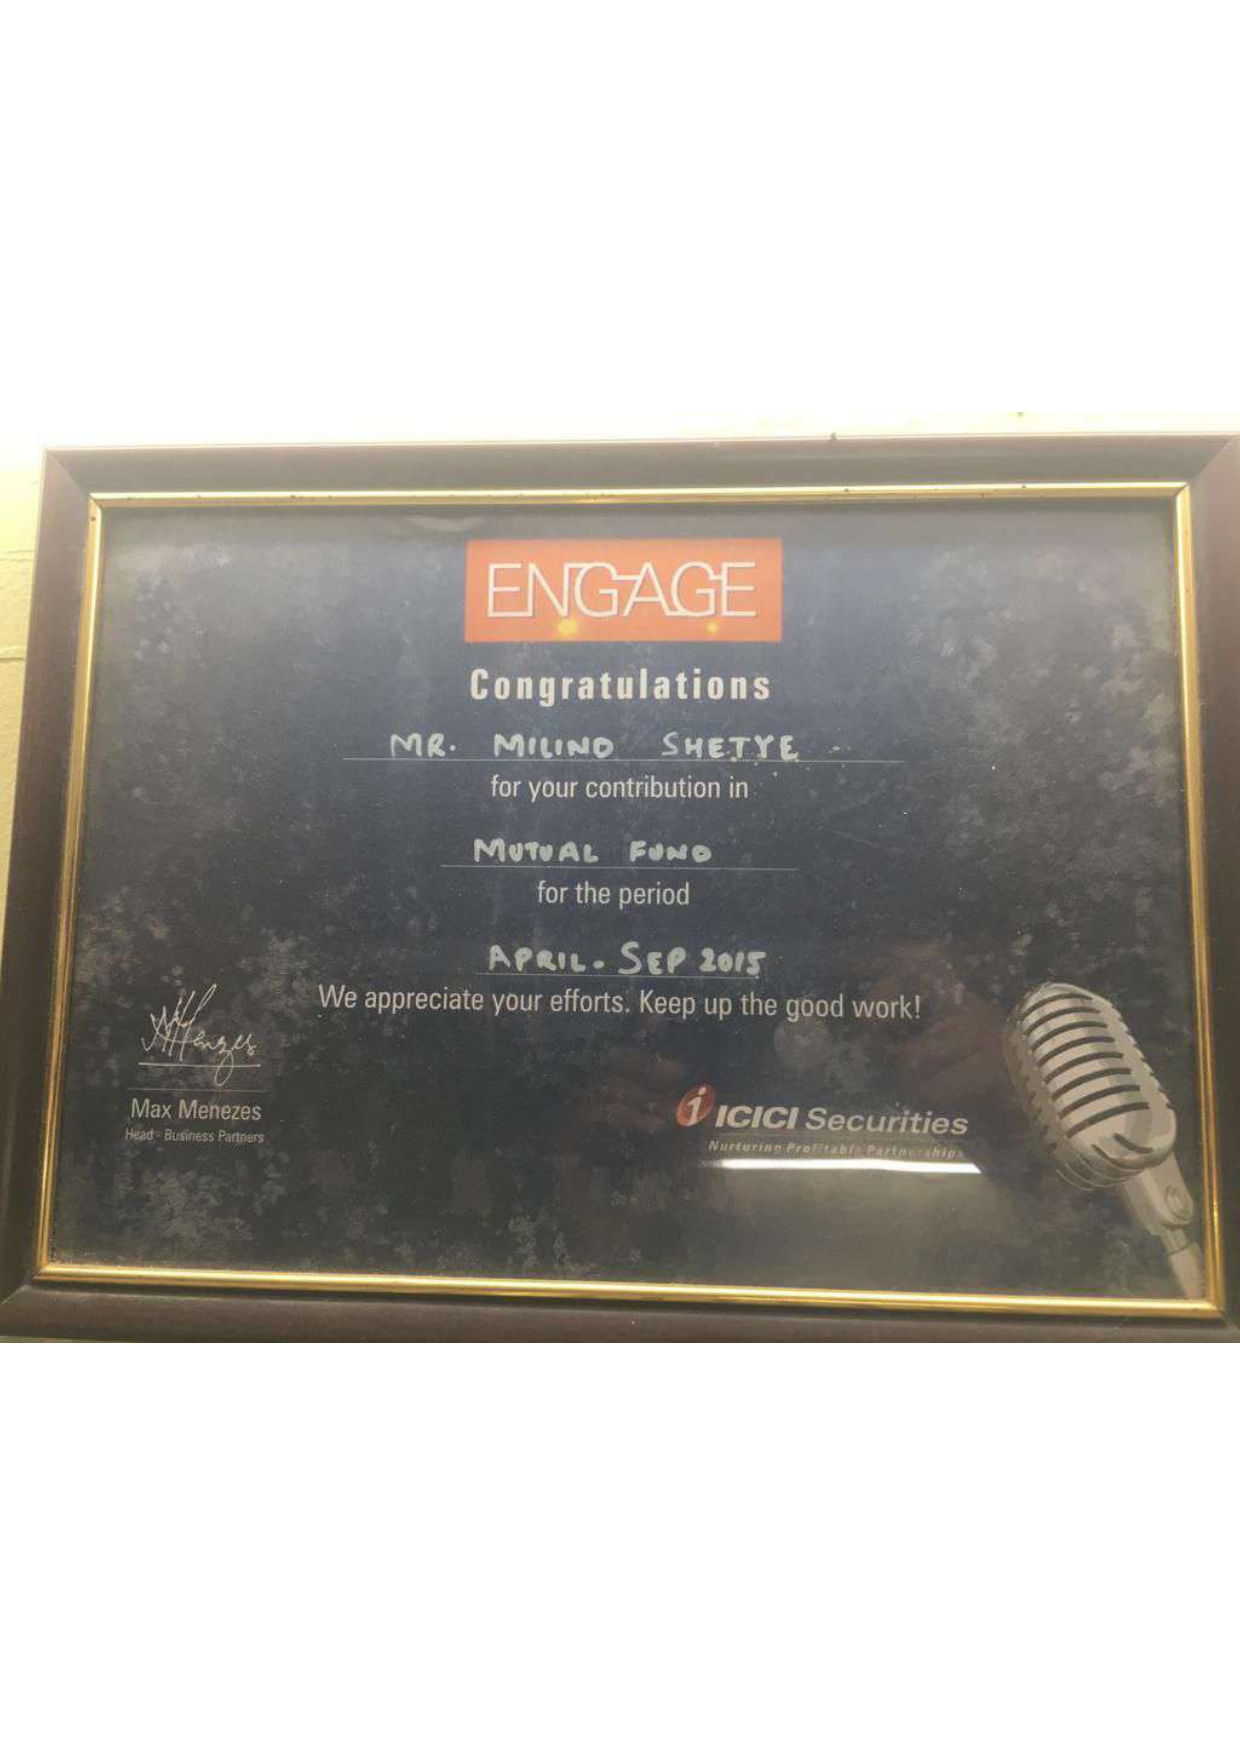 ENGAGE
Congratulations
MR. MILIND SHETYE
for your contribution in
MUTUAL FUND
for the period
APRIL - SEP 2015
We appreciate your efforts. Keep up the good work!
Menezes
Max Menezes
Head - Business Partners
i ICICI Securities
Nurturing Profitable Partnerships